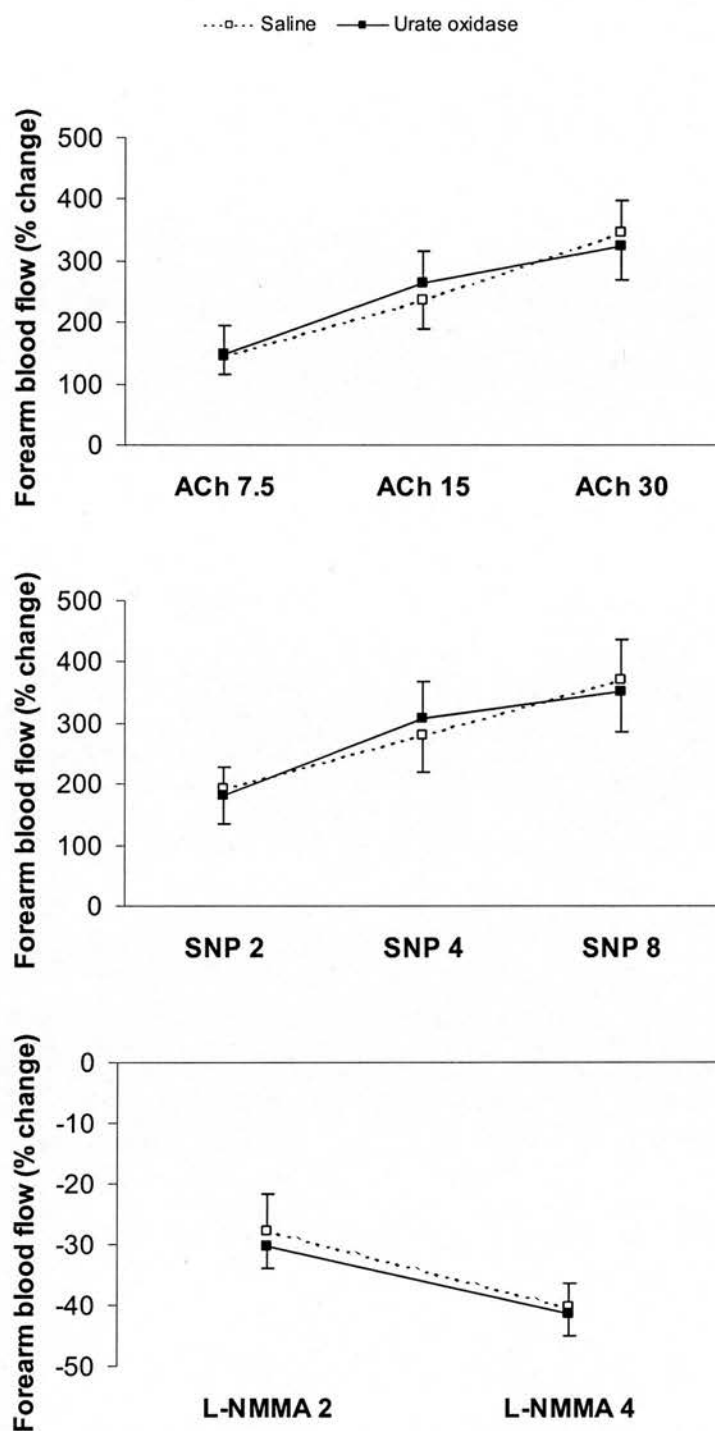 Saline Urate oxidase
Forearm blood flow (% change)
500
400
300
200
100
0
ACh 7.5 ACh 15 ACh 30
Forearm blood flow (% change)
500
400
300
200
100
0
SNP 2 SNP 4 SNP 8
Forearm blood flow (% change)
0
-10
-20
-30
-40
-50
L-NMMA 2 L-NMMA 4